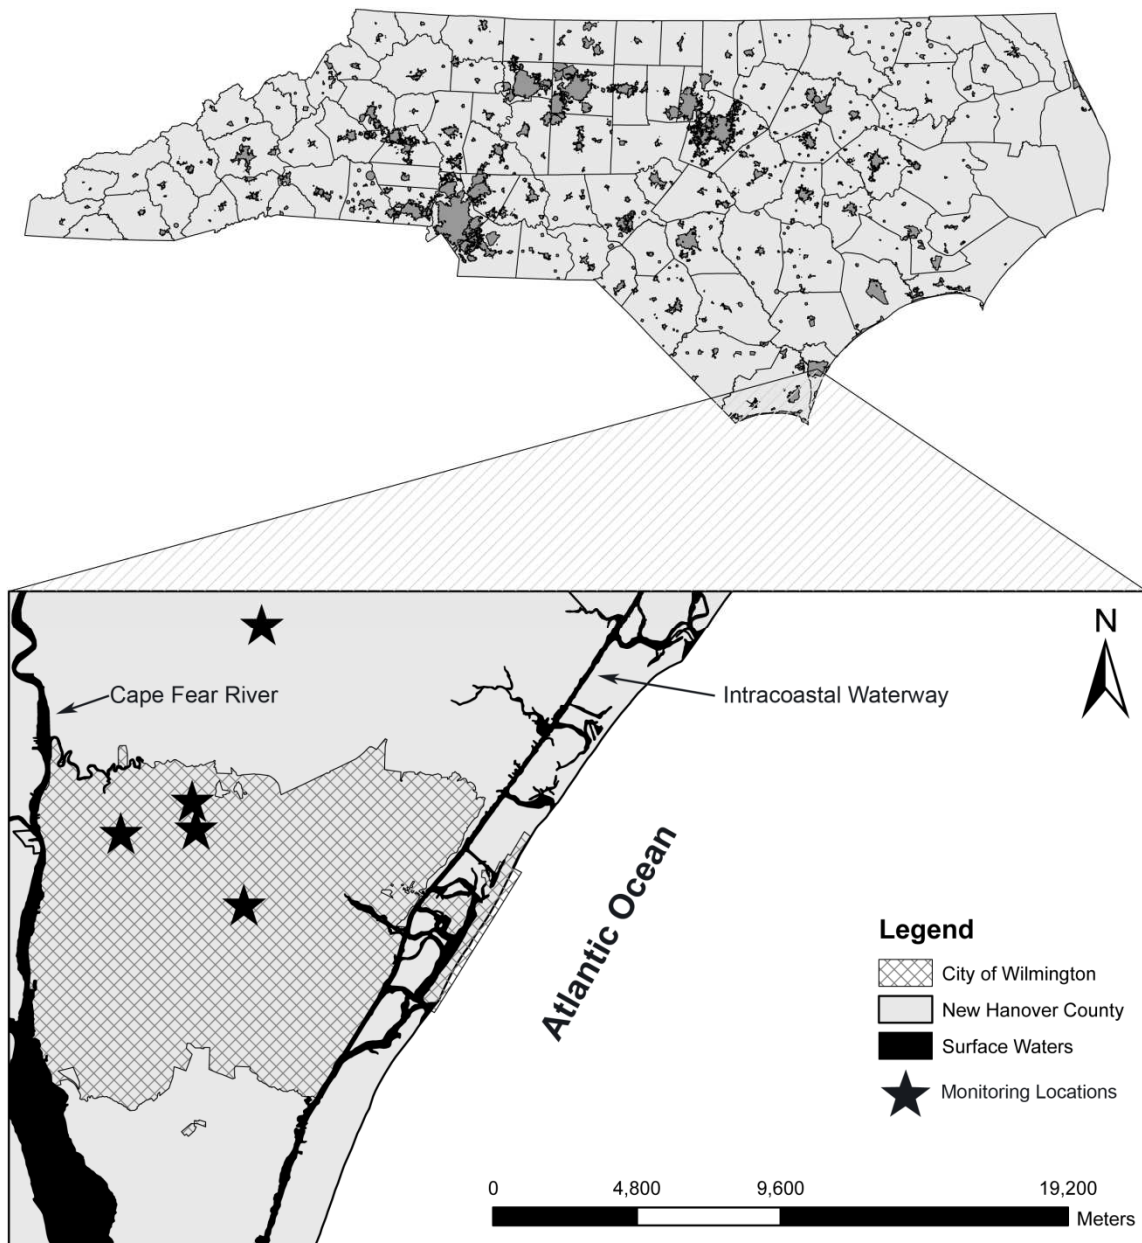 N
Cape Fear River
Intracoastal Waterway
Atlantic Ocean
Legend
City of Wilmington
New Hanover County
Surface Waters
Monitoring Locations
0 4,800 9,600 19,200
Meters